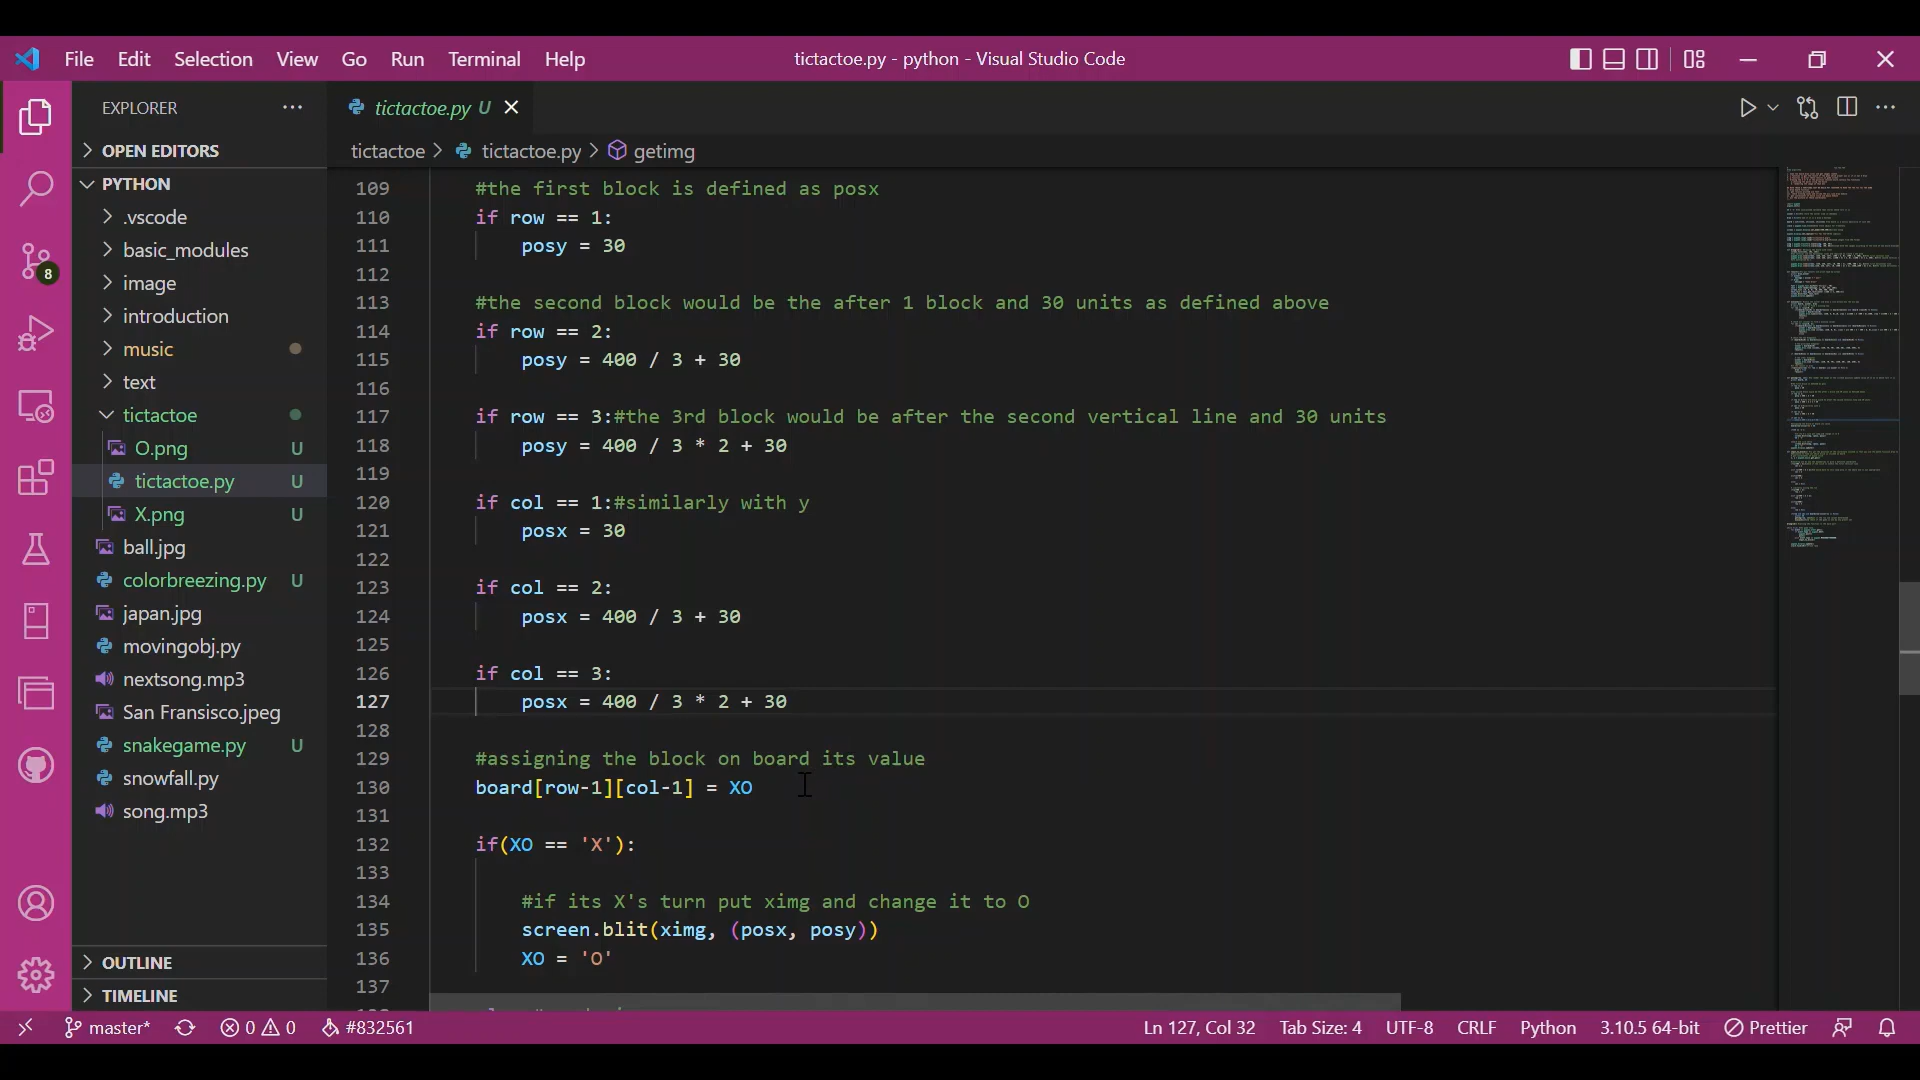 File Edit Selection View Go Run Terminal Help
tictactoe.py - python - Visual Studio Code
EXPLORER
tictactoe.py U
OPEN EDITORS
tictactoe > tictactoe.py > getimg
PYTHON
.vscode
basic_modules
image
introduction
music
text
tictactoe
O.png U
tictactoe.py U
X.png U
ball.jpg
colorbreezing.py U
japan.jpg
movingobj.py
nextsong.mp3
San Fransisco.jpeg
snakegame.py U
snowfall.py
song.mp3
OUTLINE
TIMELINE
8
109 #the first block is defined as posx
110 if row == 1:
111 posy = 30
112
113 #the second block would be the after 1 block and 30 units as defined above
114 if row == 2:
115 posy = 400 / 3 + 30
116
117 if row == 3:#the 3rd block would be after the second vertical line and 30 units
118 posy = 400 / 3 * 2 + 30
119
120 if col == 1:#similarly with y
121 posx = 30
122
123 if col == 2:
124 posx = 400 / 3 + 30
125
126 if col == 3:
127 posx = 400 / 3 * 2 + 30
128
129 #assigning the block on board its value
130 board[row-1][col-1] = XO
131
132 if(XO == 'X'):
133
134 #if its X's turn put ximg and change it to O
135 screen.blit(ximg, (posx, posy))
136 XO = 'O'
137
master* 0 0 #832561
Ln 127, Col 32 Tab Size: 4 UTF-8 CRLF Python 3.10.5 64-bit Prettier